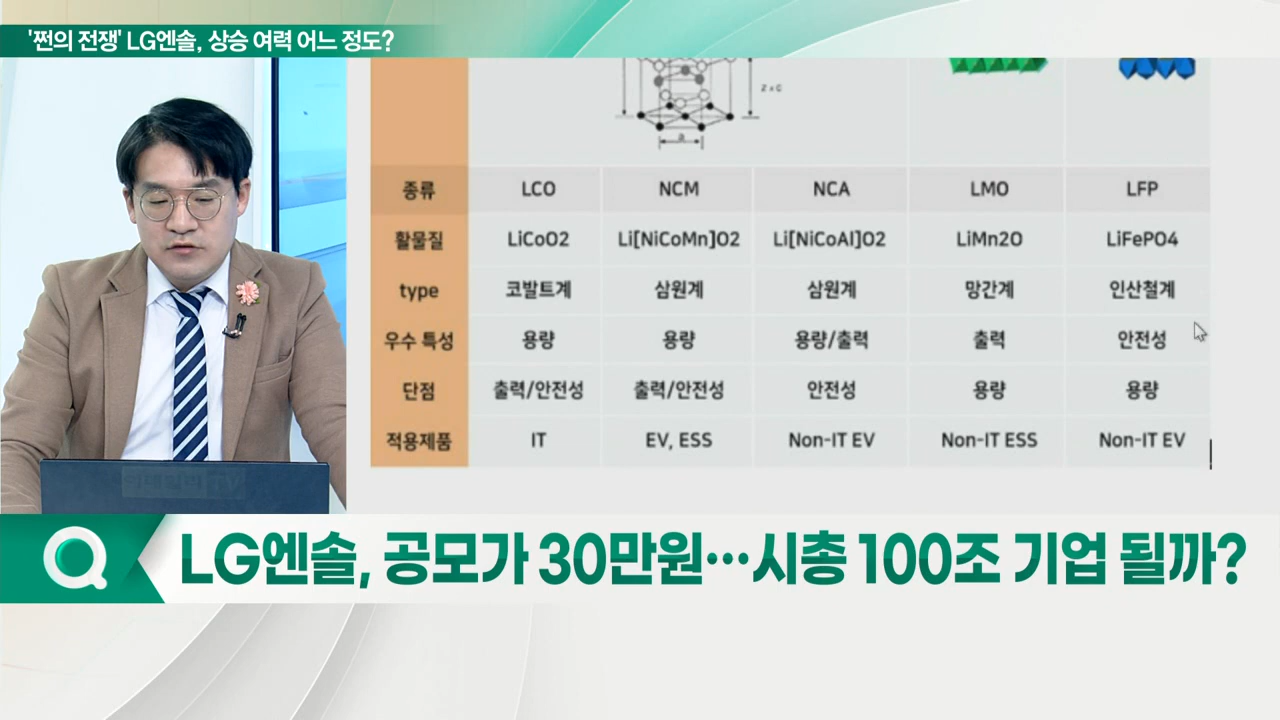 '쩐의 전쟁' LG엔솔, 상승 여력 어느 정도?
a
종류 LCO NCM NCA LMO LFP
활물질 LiCoO2 Li[NiCoMn]O2 Li[NiCoAl]O2 LiMn2O LiFePO4
type 코발트계 삼원계 삼원계 망간계 인산철계
우수 특성 용량 용량 용량/출력 출력 안전성
단점 출력/안전성 출력/안전성 안전성 용량 용량
적용제품 IT EV, ESS Non-IT EV Non-IT ESS Non-IT EV
이데일리TV
LG엔솔, 공모가 30만원…시총 100조 기업 될까?